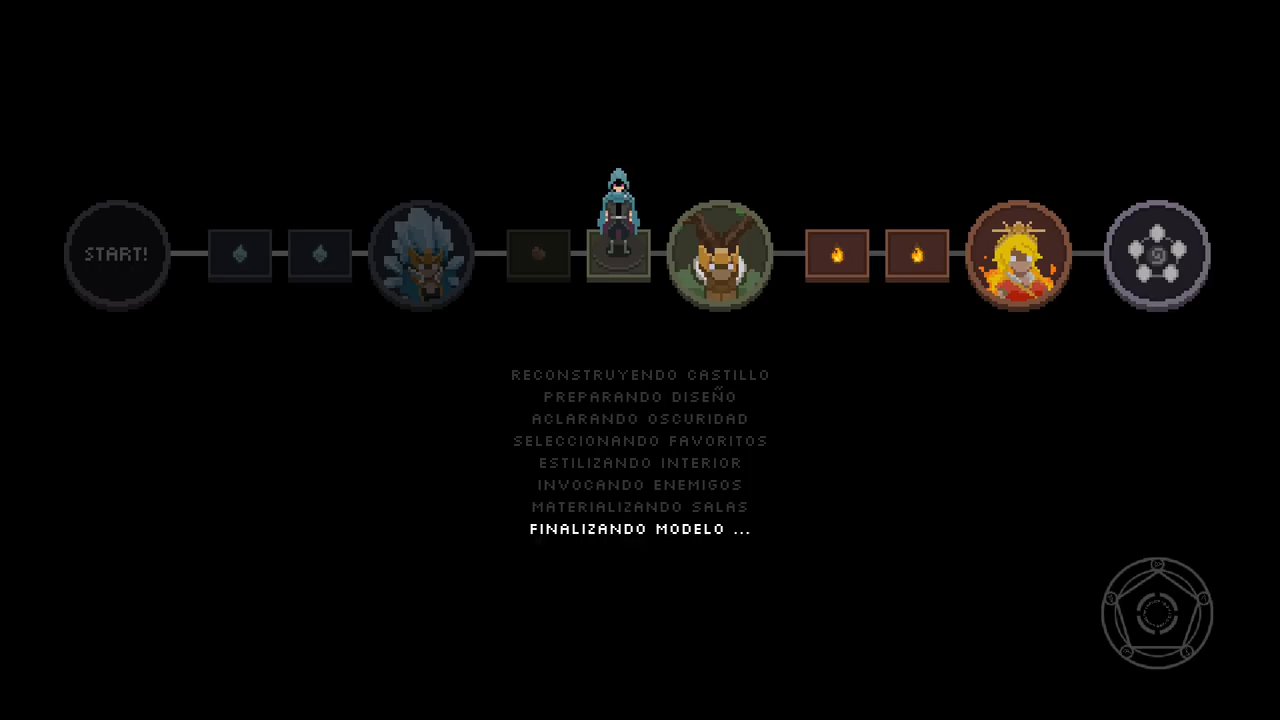 START!
RECONSTRUYENDO CASTILLO
PREPARANDO DISEÑO
ACLARANDO OSCURIDAD
SELECCIONANDO FAVORITOS
ESTILIZANDO INTERIOR
INVOCANDO ENEMIGOS
MATERIALIZANDO SALAS
FINALIZANDO MODELO ...